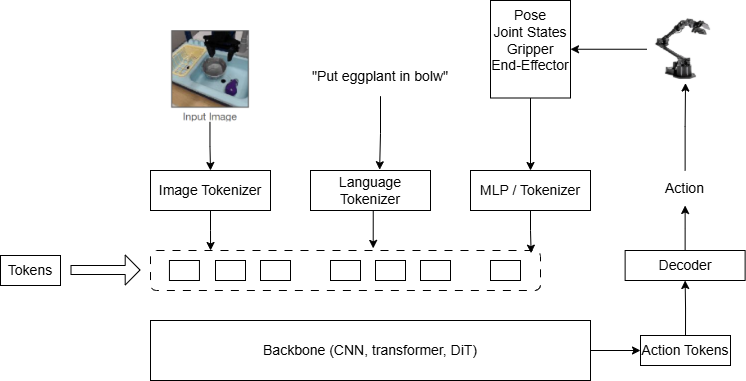 Pose
Joint States
Gripper
End-Effector
"Put eggplant in bolw"
Input Image
Image Tokenizer
Language
Tokenizer
MLP / Tokenizer
Action
Tokens
Decoder
Backbone (CNN, transformer, DiT)
Action Tokens